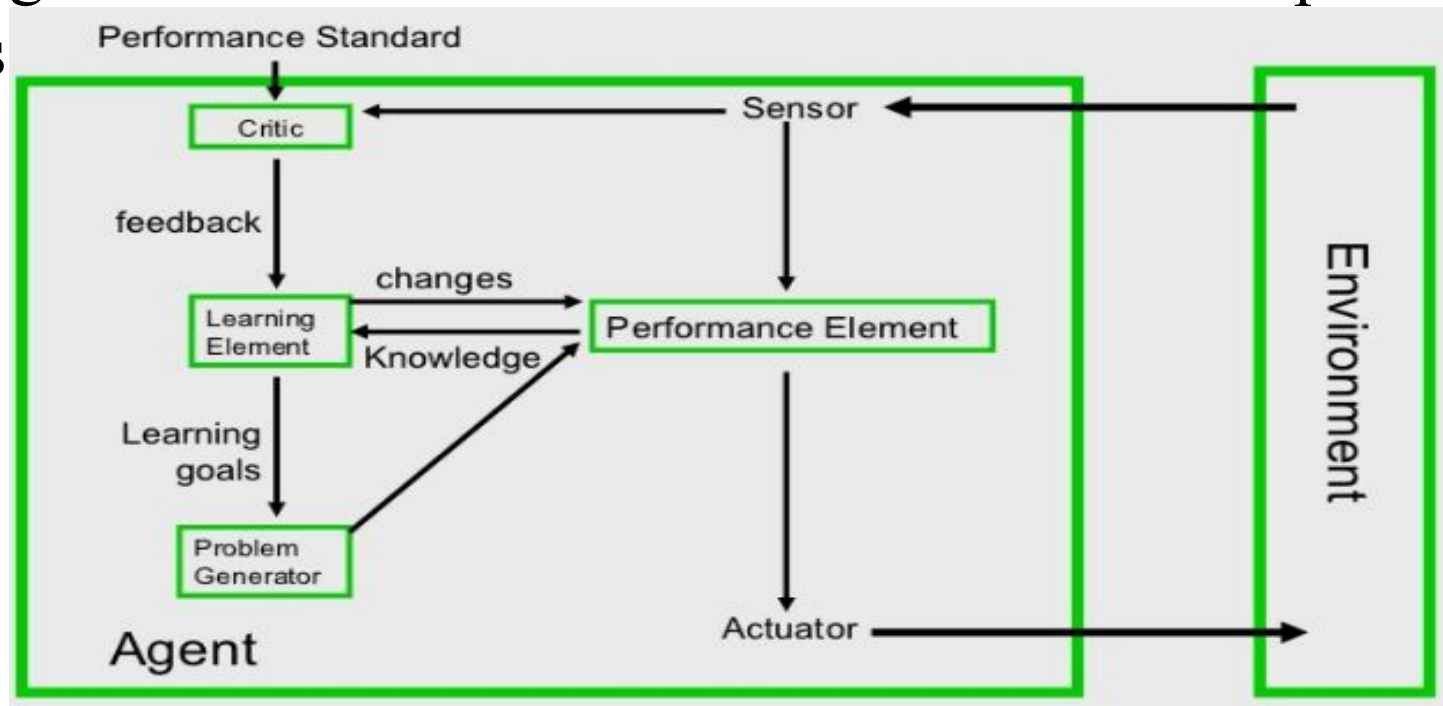 Performance Standard
Critic
Sensor
feedback
changes
Learning
Element
Performance Element
Knowledge
Learning
goals
Problem
Generator
Agent
Actuator
Environment